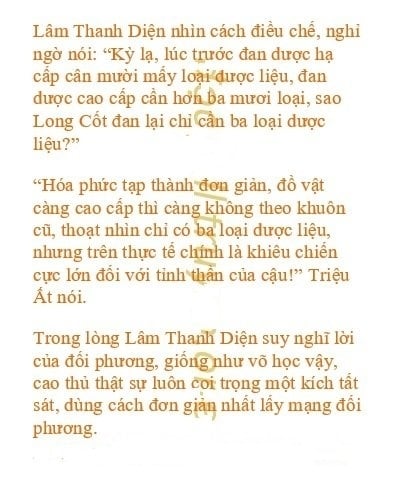 Lâm Thanh Diện nhìn cách điều chế, nghi
ngờ nói: “Kỳ lạ, lúc trước đan dược hạ
cấp cân mười mấy loại dược liệu, đan
dược cao cấp cần hơn ba mươi loại, sao
Long Cốt đan lại chỉ cần ba loại dược
liệu?”
“Hóa phức tạp thành đơn giản, đồ vật
càng cao cấp thì càng không theo khuôn
cũ, thoạt nhìn chỉ có ba loại dược liệu,
nhưng trên thực tế chính là khiêu chiến
cực lớn đối với tinh thần của cậu!” Triệu
Ất nói.
Trong lòng Lâm Thanh Diện suy nghĩ lời
của đối phương, giống như võ học vậy,
cao thủ thật sự luôn coi trọng một kích tất
sát, dùng cách đơn giản nhất lấy mạng đối
phương.